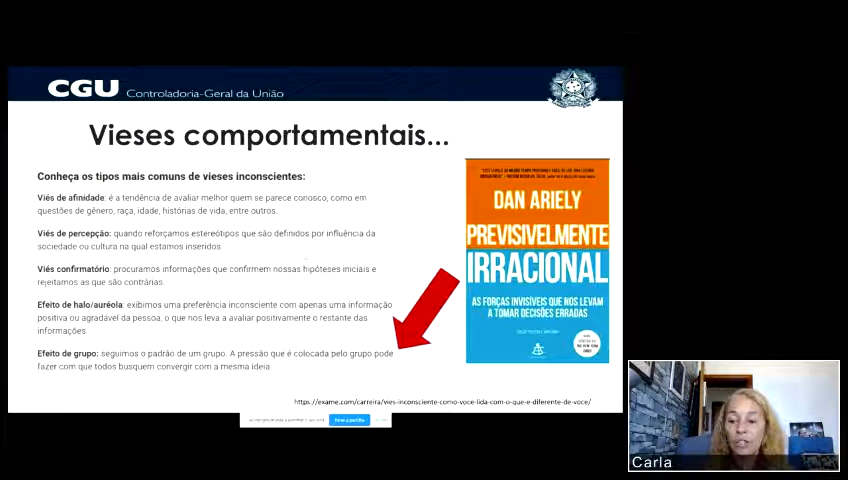 CGU Controladoria-Geral da União
Vieses comportamentais...
Conheça os tipos mais comuns de vieses inconscientes:
Viés de afinidade: é a tendência de avaliar melhor quem se parece conosco, como em
questões de gênero, raça, idade, histórias de vida, entre outros.
Viés de percepção: quando reforçamos estereótipos que são definidos por influência da
sociedade ou cultura na qual estamos inseridos.
Viés confirmatório: procuramos informações que confirmem nossas hipóteses iniciais e
rejeitamos as que são contrárias
Efeito de halo/auréola: exibimos uma preferência inconsciente com apenas uma informação
positiva ou agradável da pessoa, o que nos leva a avaliar positivamente o restante das
informações.
Efeito de grupo: seguimos o padrão de um grupo. A pressão que é colocada pelo grupo pode
fazer com que todos busquem convergir com a mesma ideia
DAN ARIELY
PREVISIVELMENTE
IRRACIONAL
AS FORÇAS INVISÍVEIS QUE NOS LEVAM
A TOMAR DECISÕES ERRADAS
https://exame.com/carreira/vies-inconsciente-como-voce-lida-com-o-que-e-diferente-de-voce/
Carla